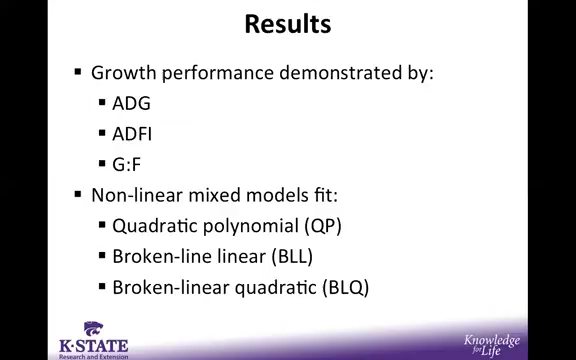 Results
Growth performance demonstrated by:
ADG
ADFI
G:F
Non-linear mixed models fit:
Quadratic polynomial (QP)
Broken-line linear (BLL)
Broken-linear quadratic (BLQ)
K-STATE
Research and Extension
Knowledge
for Life